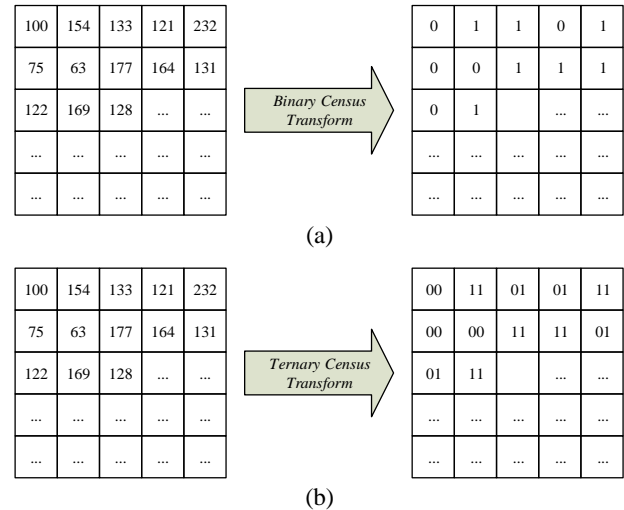 100 154 133 121 232
75 63 177 164 131
122 169 128 ... ...
... ... ... ... ...
... ... ... ... ...
Binary Census
Transform
0 1 1 0 1
0 0 1 1 1
0 1 ... ...
... ... ... ... ...
... ... ... ... ...
(a)
100 154 133 121 232
75 63 177 164 131
122 169 128 ... ...
... ... ... ... ...
... ... ... ... ...
Ternary Census
Transform
00 11 01 01 11
00 00 11 11 01
01 11 ... ...
... ... ... ... ...
... ... ... ... ...
(b)